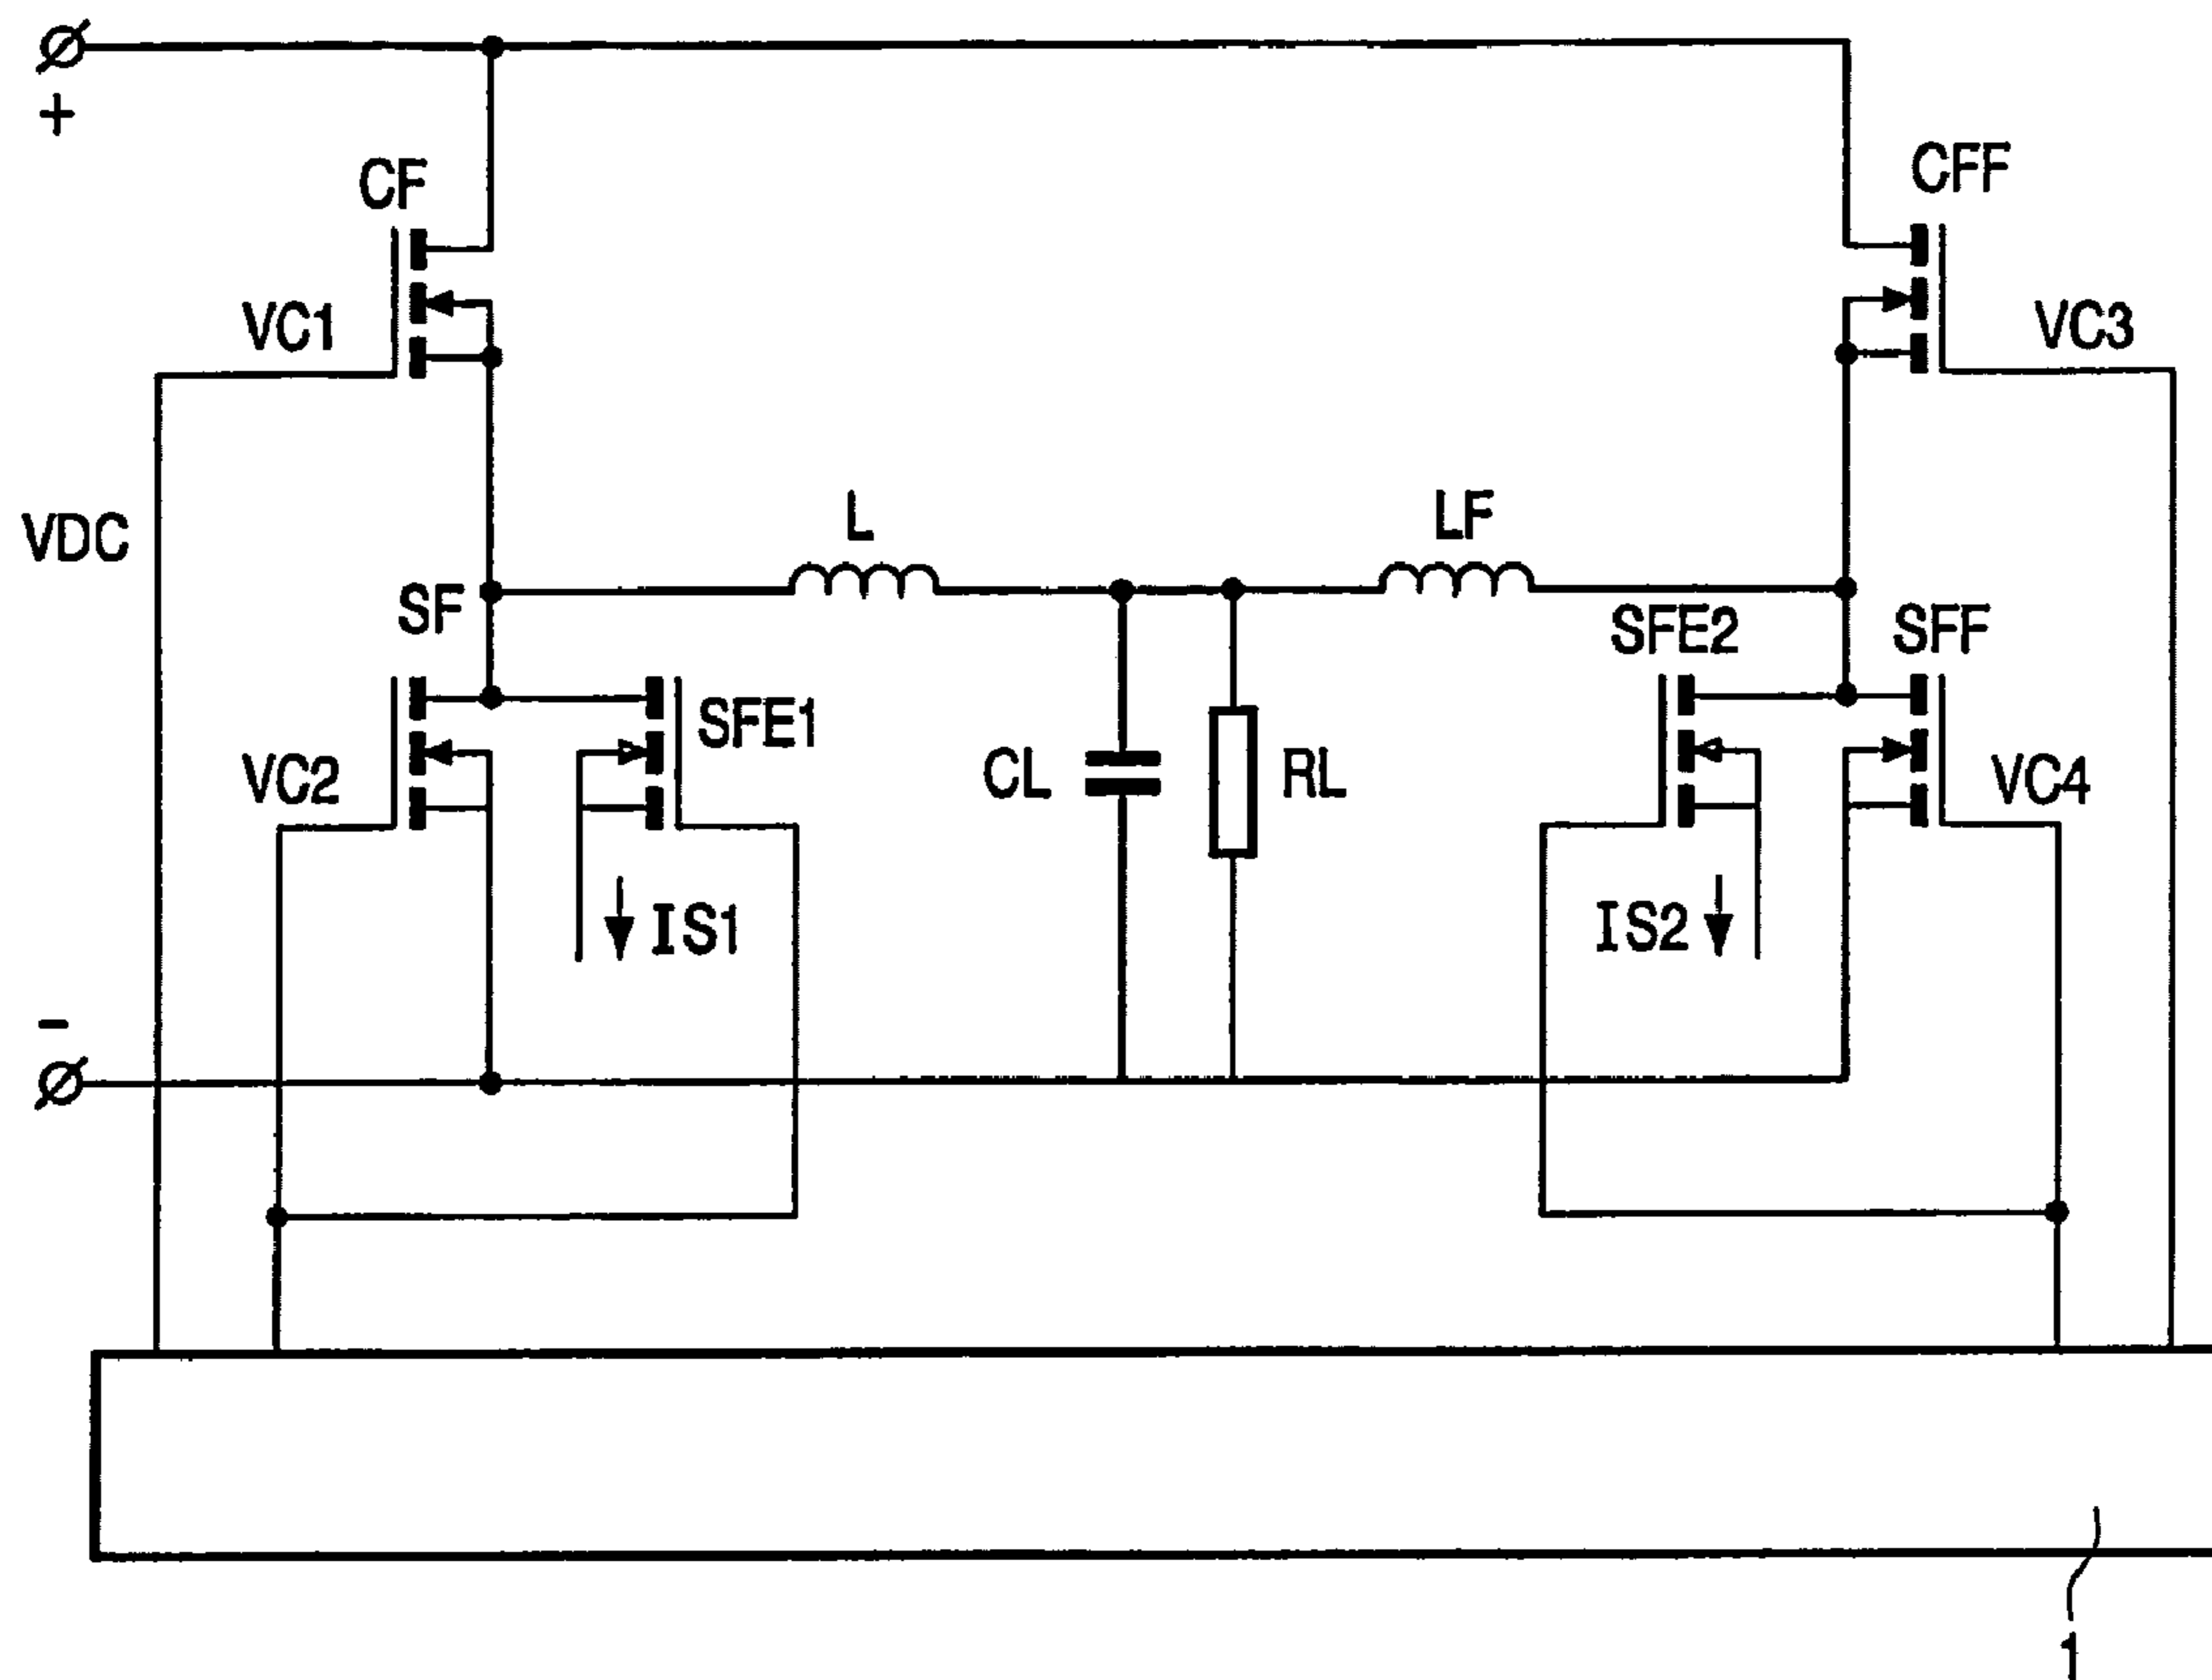 +
CF
CFF
VC1
VC3
VDC
L
LF
SF
SFE1
SFE2
SFF
VC2
CL
RL
VC4
IS1
IS2
-
1